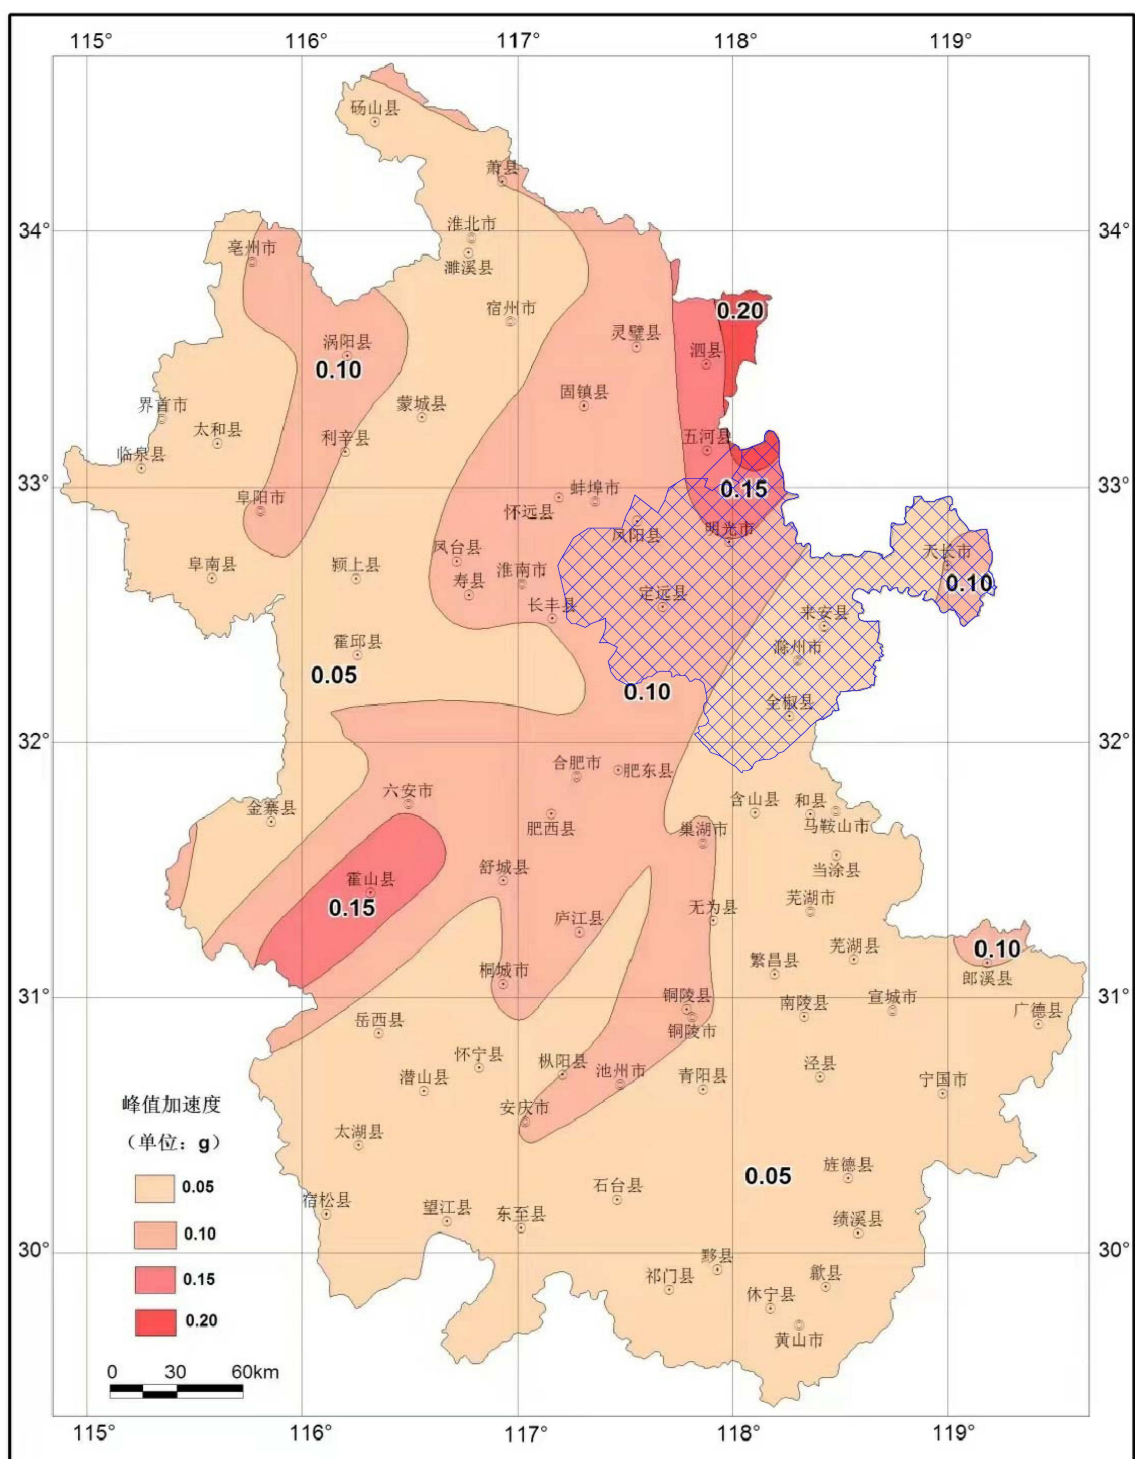 115°
116°
117°
118°
119°
砀山县
萧县
34°
34°
淮北市
亳州市
濉溪县
宿州市
0.20
灵璧县
涡阳县
泗县
0.10
固镇县
界首市
蒙城县
太和县
利辛县
五河县
临泉县
33°
33°
蚌埠市
0.15
阜阳市
怀远县
明光市
凤阳县
凤台县
天长市
阜南县
颍上县
淮南市
寿县
0.10
定远县
长丰县
来安县
霍邱县
滁州市
0.05
0.10
全椒县
32°
32°
合肥市
肥东县
六安市
含山县
和县
金寨县
马鞍山市
肥西县
巢湖市
舒城县
当涂县
霍山县
芜湖市
0.15
无为县
庐江县
芜湖县
0.10
繁昌县
桐城市
郎溪县
31°
31°
铜陵县
南陵县
宣城市
广德县
岳西县
铜陵市
怀宁县
枞阳县
泾县
池州市
潜山县
青阳县
宁国市
峰值加速度
安庆市
（单位：g）
太湖县
旌德县
0.05
0.05
石台县
宿松县
望江县
东至县
绩溪县
0.10
30°
30°
黟县
0.15
祁门县
歙县
休宁县
0.20
黄山市
0
30
60km
115°
116°
117°
118°
119°